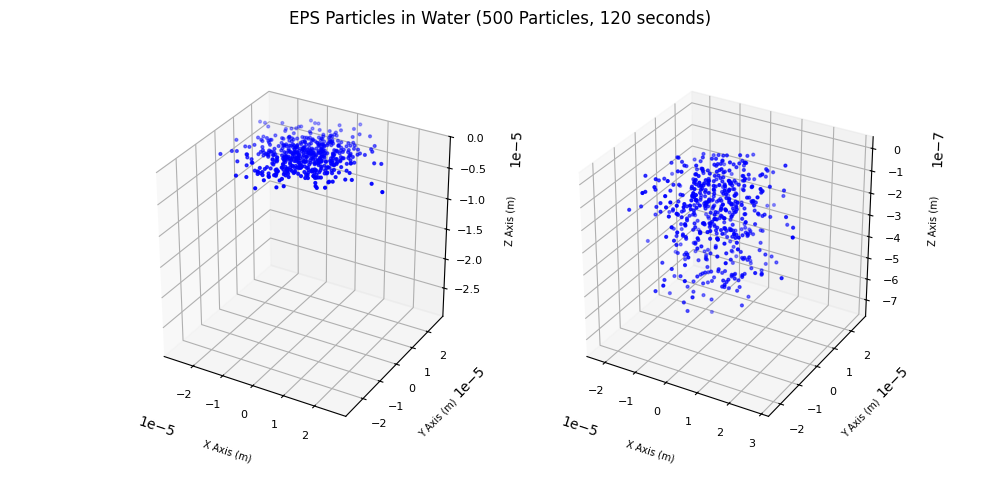 EPS Particles in Water (500 Particles, 120 seconds)
0.0
−0.5
−1.0
−1.5
−2.0
−2.5
1e−5
Z Axis (m)
2
1
0
−1
−2
1e−5
Y Axis (m)
−2
−1
0
1
2
1e−5
X Axis (m)
0
−1
−2
−3
−4
−5
−6
−7
1e−7
Z Axis (m)
2
1
0
−1
−2
1e−5
Y Axis (m)
−2
−1
0
1
2
3
1e−5
X Axis (m)